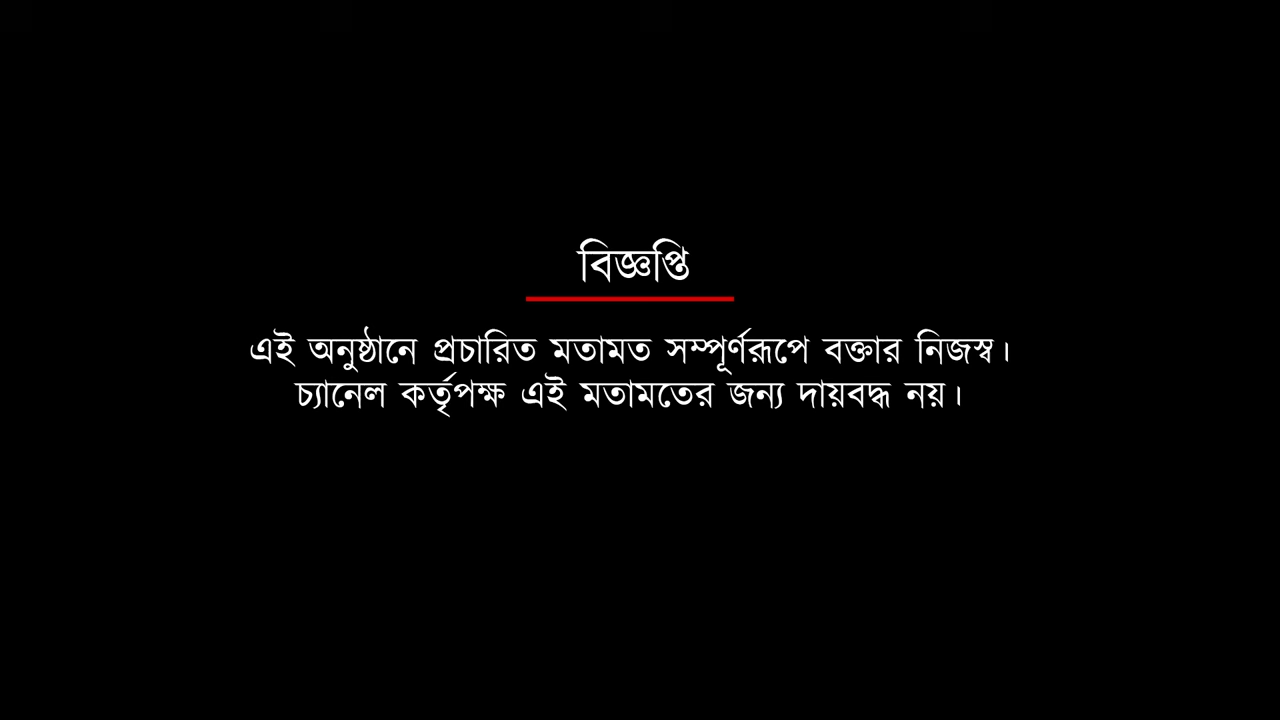 বিজ্ঞপ্তি
এই অনুষ্ঠানে প্রচারিত মতামত সম্পূর্ণরূপে বক্তার নিজস্ব।
চ্যানেল কর্তৃপক্ষ এই মতামতের জন্য দায়বদ্ধ নয়।